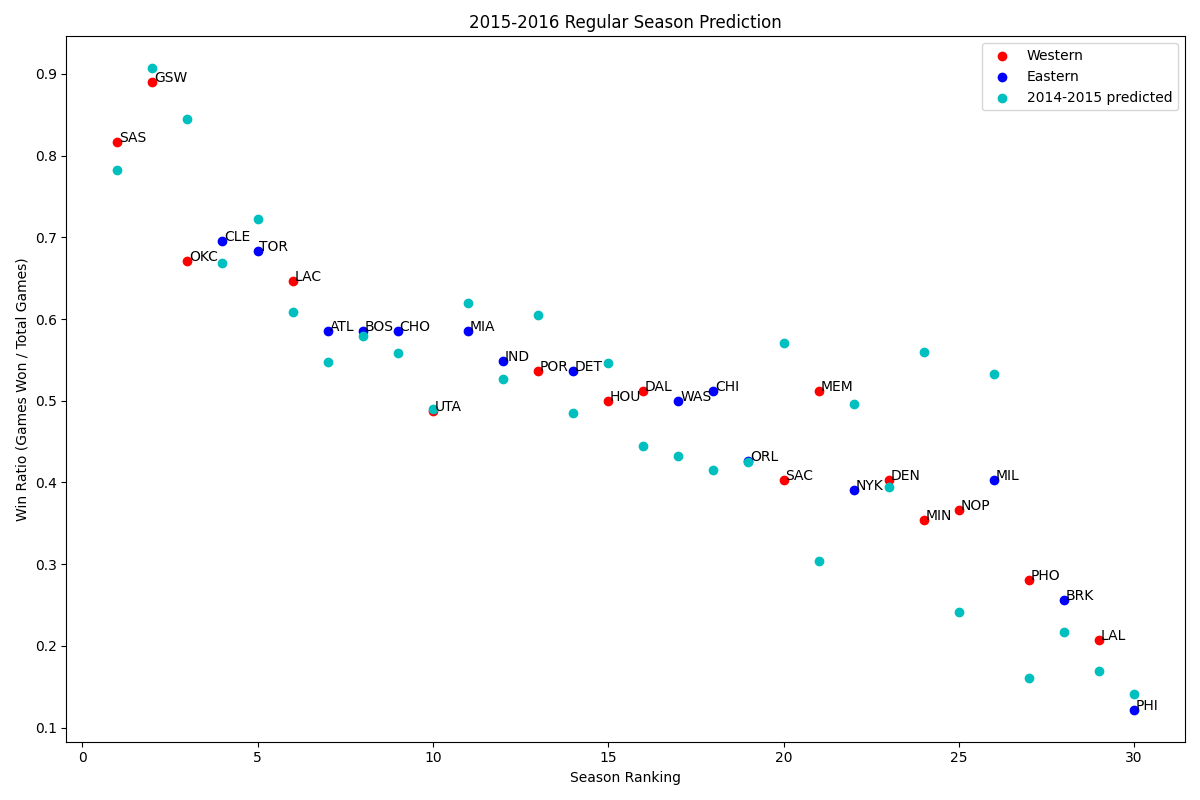 2015-2016 Regular Season Prediction
Western
Eastern
2014-2015 predicted
Win Ratio (Games Won / Total Games)
0.9
0.8
0.7
0.6
0.5
0.4
0.3
0.2
0.1
GSW
SAS
CLE
TOR
OKC
LAC
ATL
BOS
CHO
MIA
IND
POR
DET
UTA
HOU
DAL
WAS
CHI
MEM
ORL
SAC
NYK
DEN
MIL
MIN
NOP
PHO
BRK
LAL
PHI
0
5
10
15
20
25
30
Season Ranking